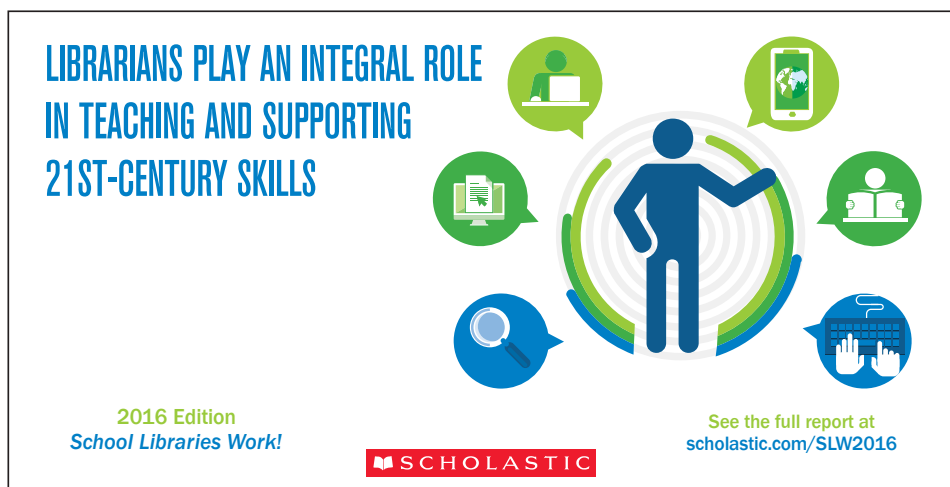 LIBRARIANS PLAY AN INTEGRAL ROLE
IN TEACHING AND SUPPORTING
21ST-CENTURY SKILLS
2016 Edition
School Libraries Work!
See the full report at
scholastic.com/SLW2016
SCHOLASTIC